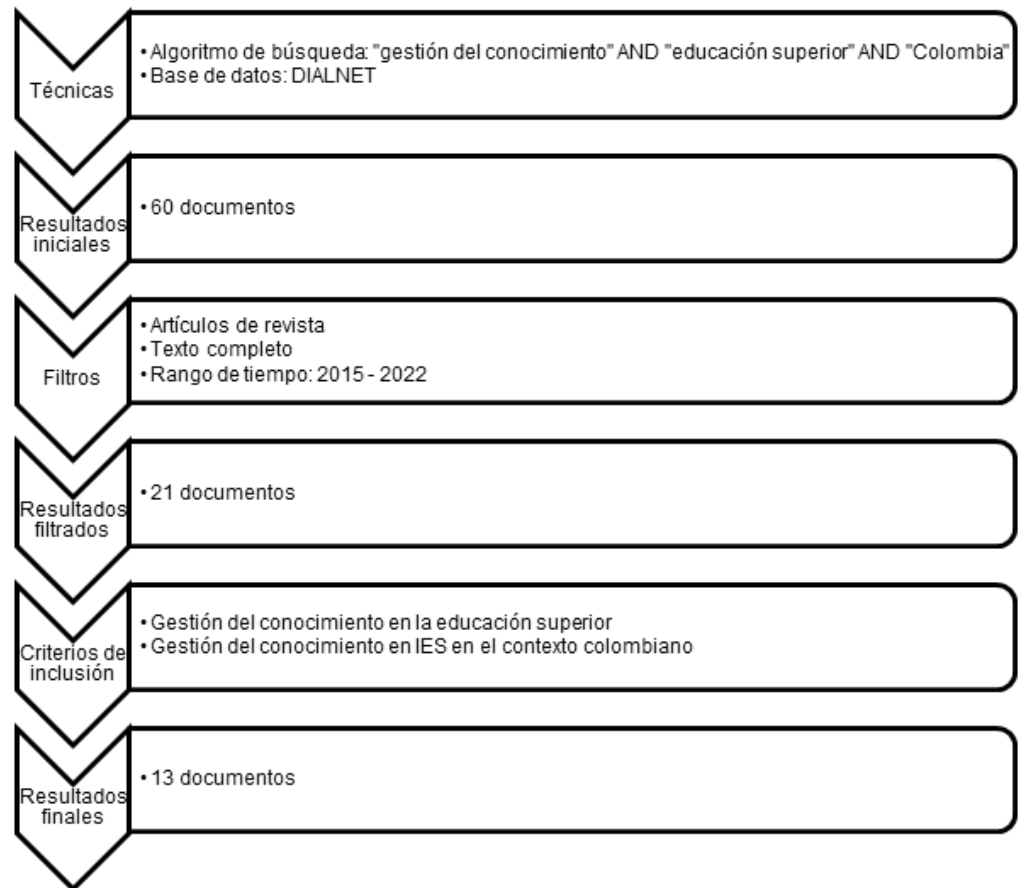 Técnicas
• Algoritmo de búsqueda: "gestión del conocimiento" AND "educación superior" AND "Colombia"
• Base de datos: DIALNET
Resultados
iniciales
• 60 documentos
Filtros
• Artículos de revista
• Texto completo
• Rango de tiempo: 2015 - 2022
Resultados
filtrados
• 21 documentos
Criterios de
inclusión
• Gestión del conocimiento en la educación superior
• Gestión del conocimiento en IES en el contexto colombiano
Resultados
finales
• 13 documentos